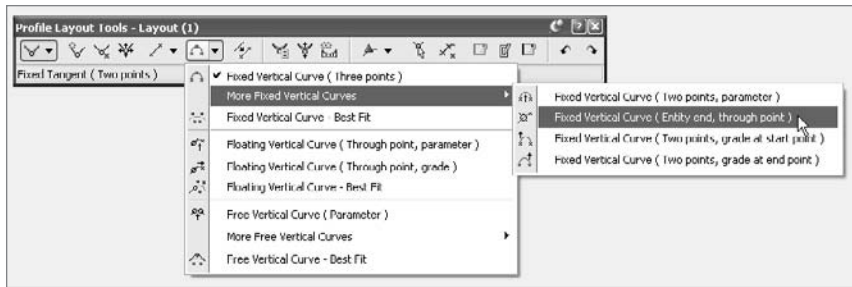 Profile Layout Tools - Layout (1)
Fixed Tangent ( Two points )
Fixed Vertical Curve ( Three points )
More Fixed Vertical Curves
Fixed Vertical Curve - Best Fit
Floating Vertical Curve ( Through point, parameter )
Floating Vertical Curve ( Through point, grade )
Floating Vertical Curve - Best Fit
Free Vertical Curve ( Parameter )
More Free Vertical Curves
Free Vertical Curve - Best Fit
Fixed Vertical Curve ( Two points, parameter )
Fixed Vertical Curve ( Entity end, through point )
Fixed Vertical Curve ( Two points, grade at start point )
Fixed Vertical Curve ( Two points, grade at end point )